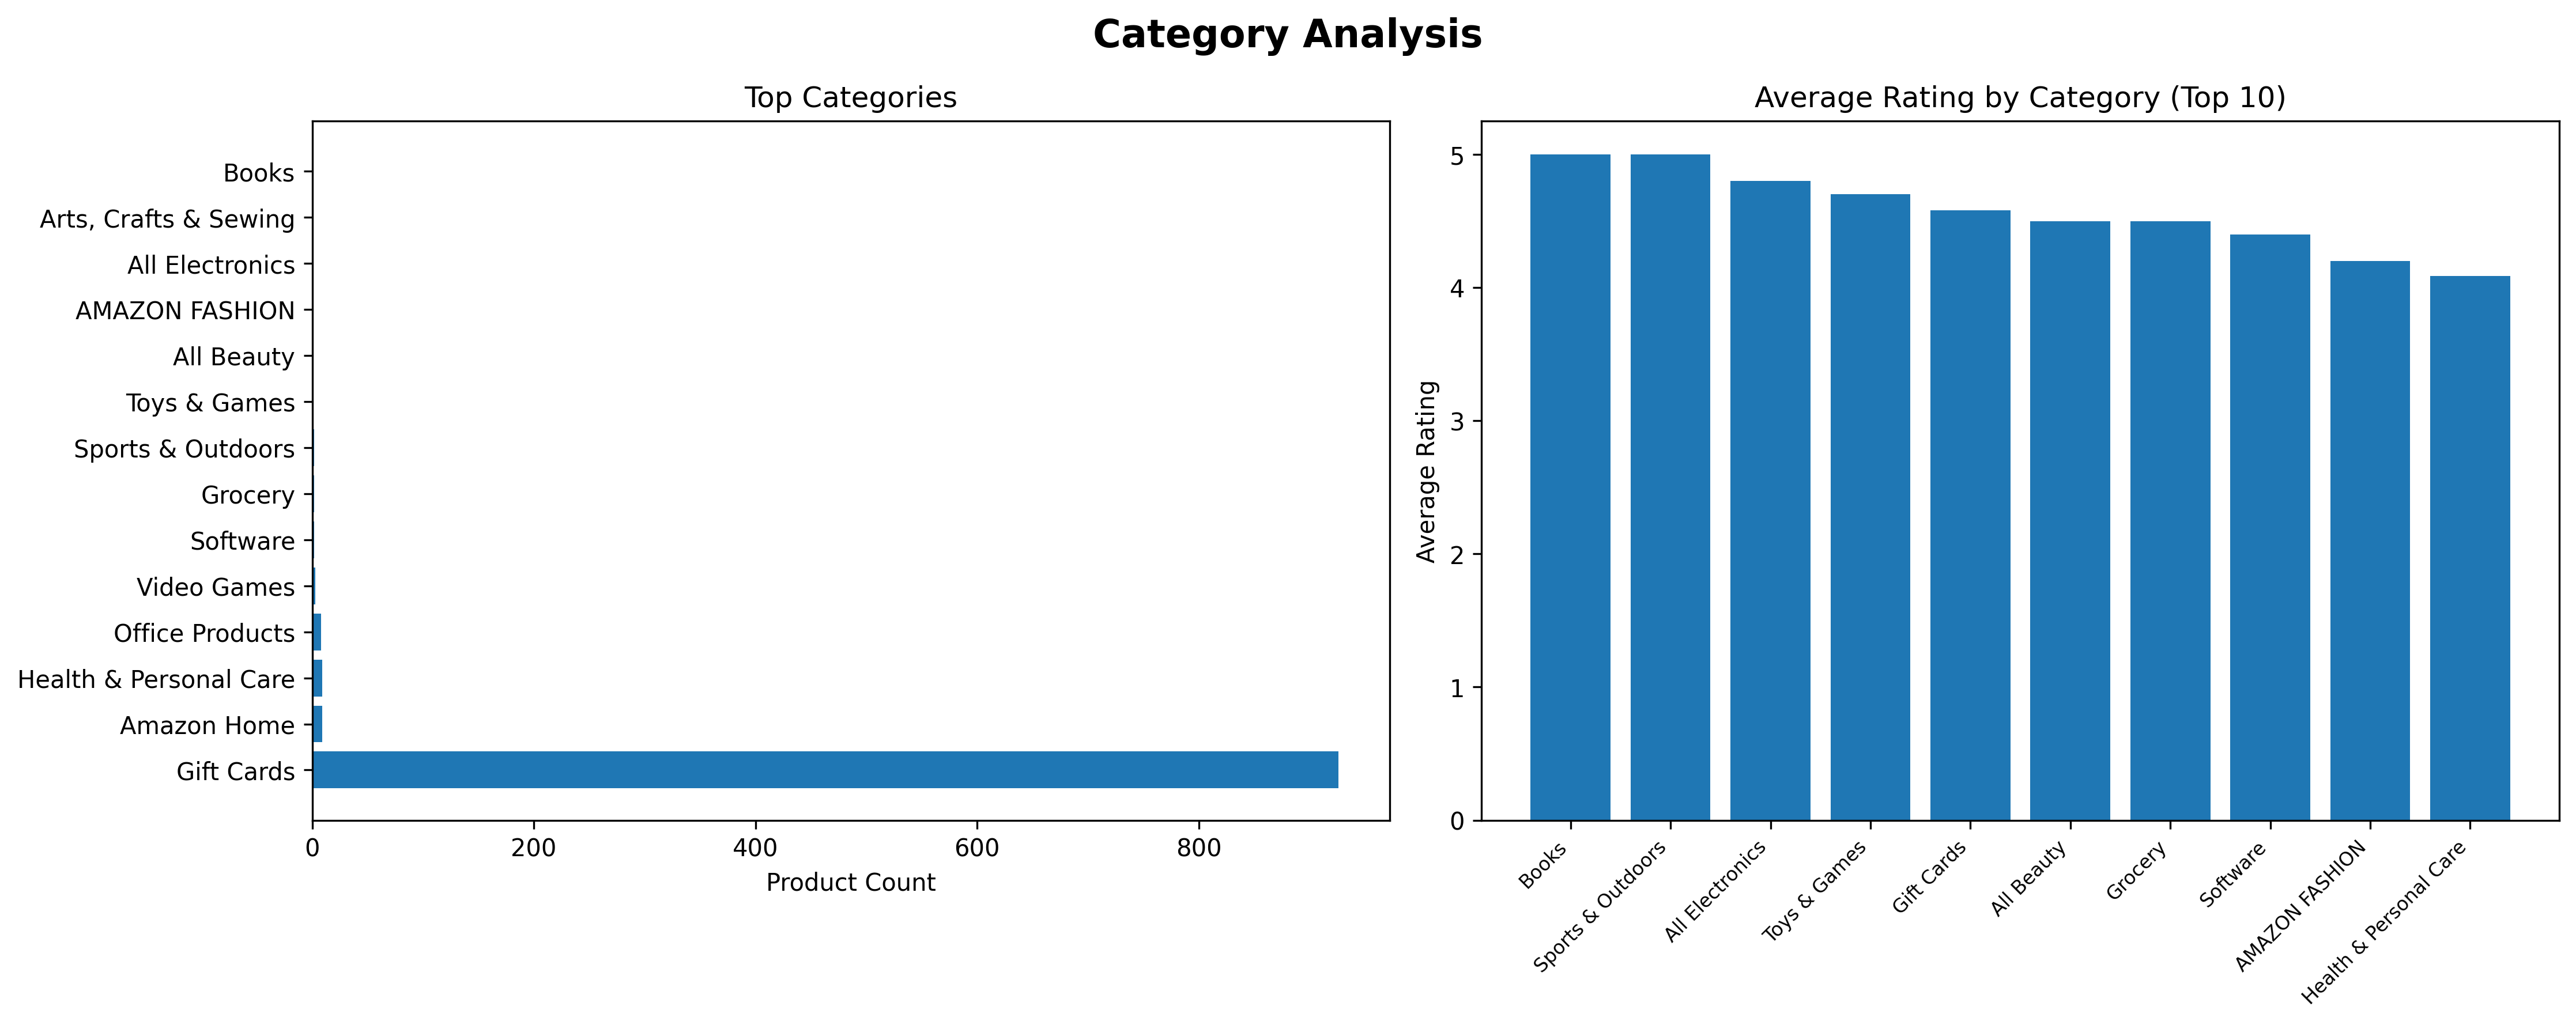 Category Analysis
Top Categories
Books
Arts, Crafts & Sewing
All Electronics
AMAZON FASHION
All Beauty
Toys & Games
Sports & Outdoors
Grocery
Software
Video Games
Office Products
Health & Personal Care
Amazon Home
Gift Cards
0 200 400 600 800
Product Count
Average Rating by Category (Top 10)
5
4
3
2
1
0
Average Rating
Books
Sports & Outdoors
All Electronics
Toys & Games
Gift Cards
All Beauty
Grocery
Software
AMAZON FASHION
Health & Personal Care